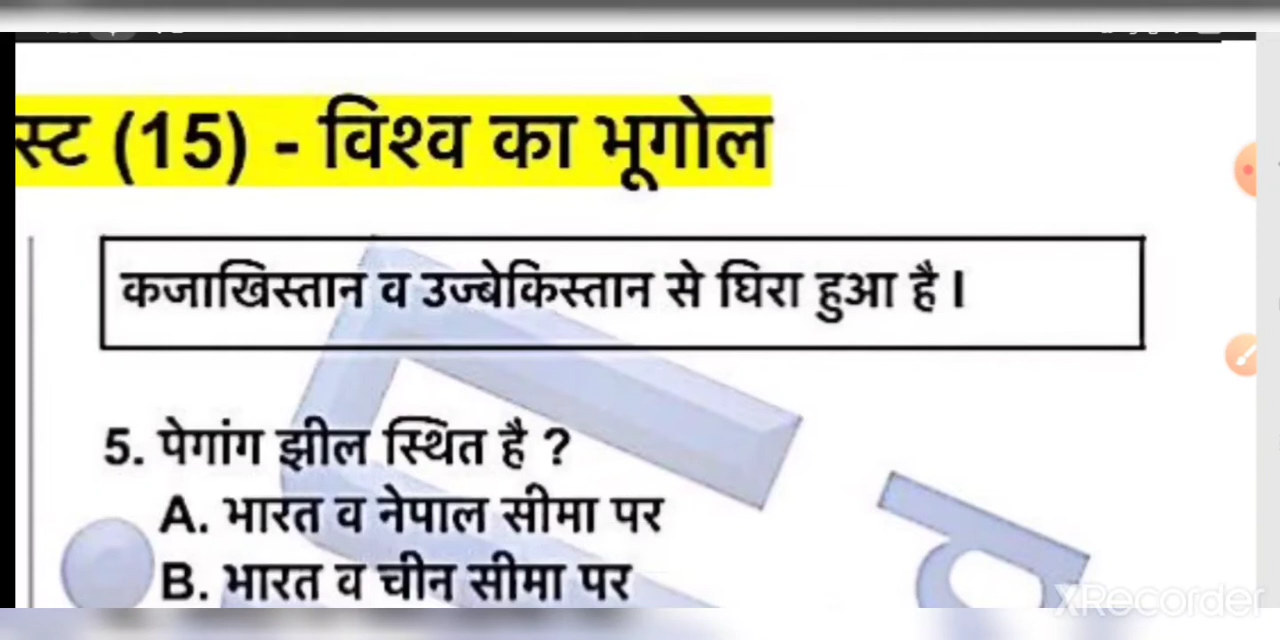 स्ट (15) - विश्व का भूगोल
कजाखिस्तान व उज्बेकिस्तान से घिरा हुआ है I
5. पेगांग झील स्थित है ?
A. भारत व नेपाल सीमा पर
B. भारत व चीन सीमा पर
XRecorder